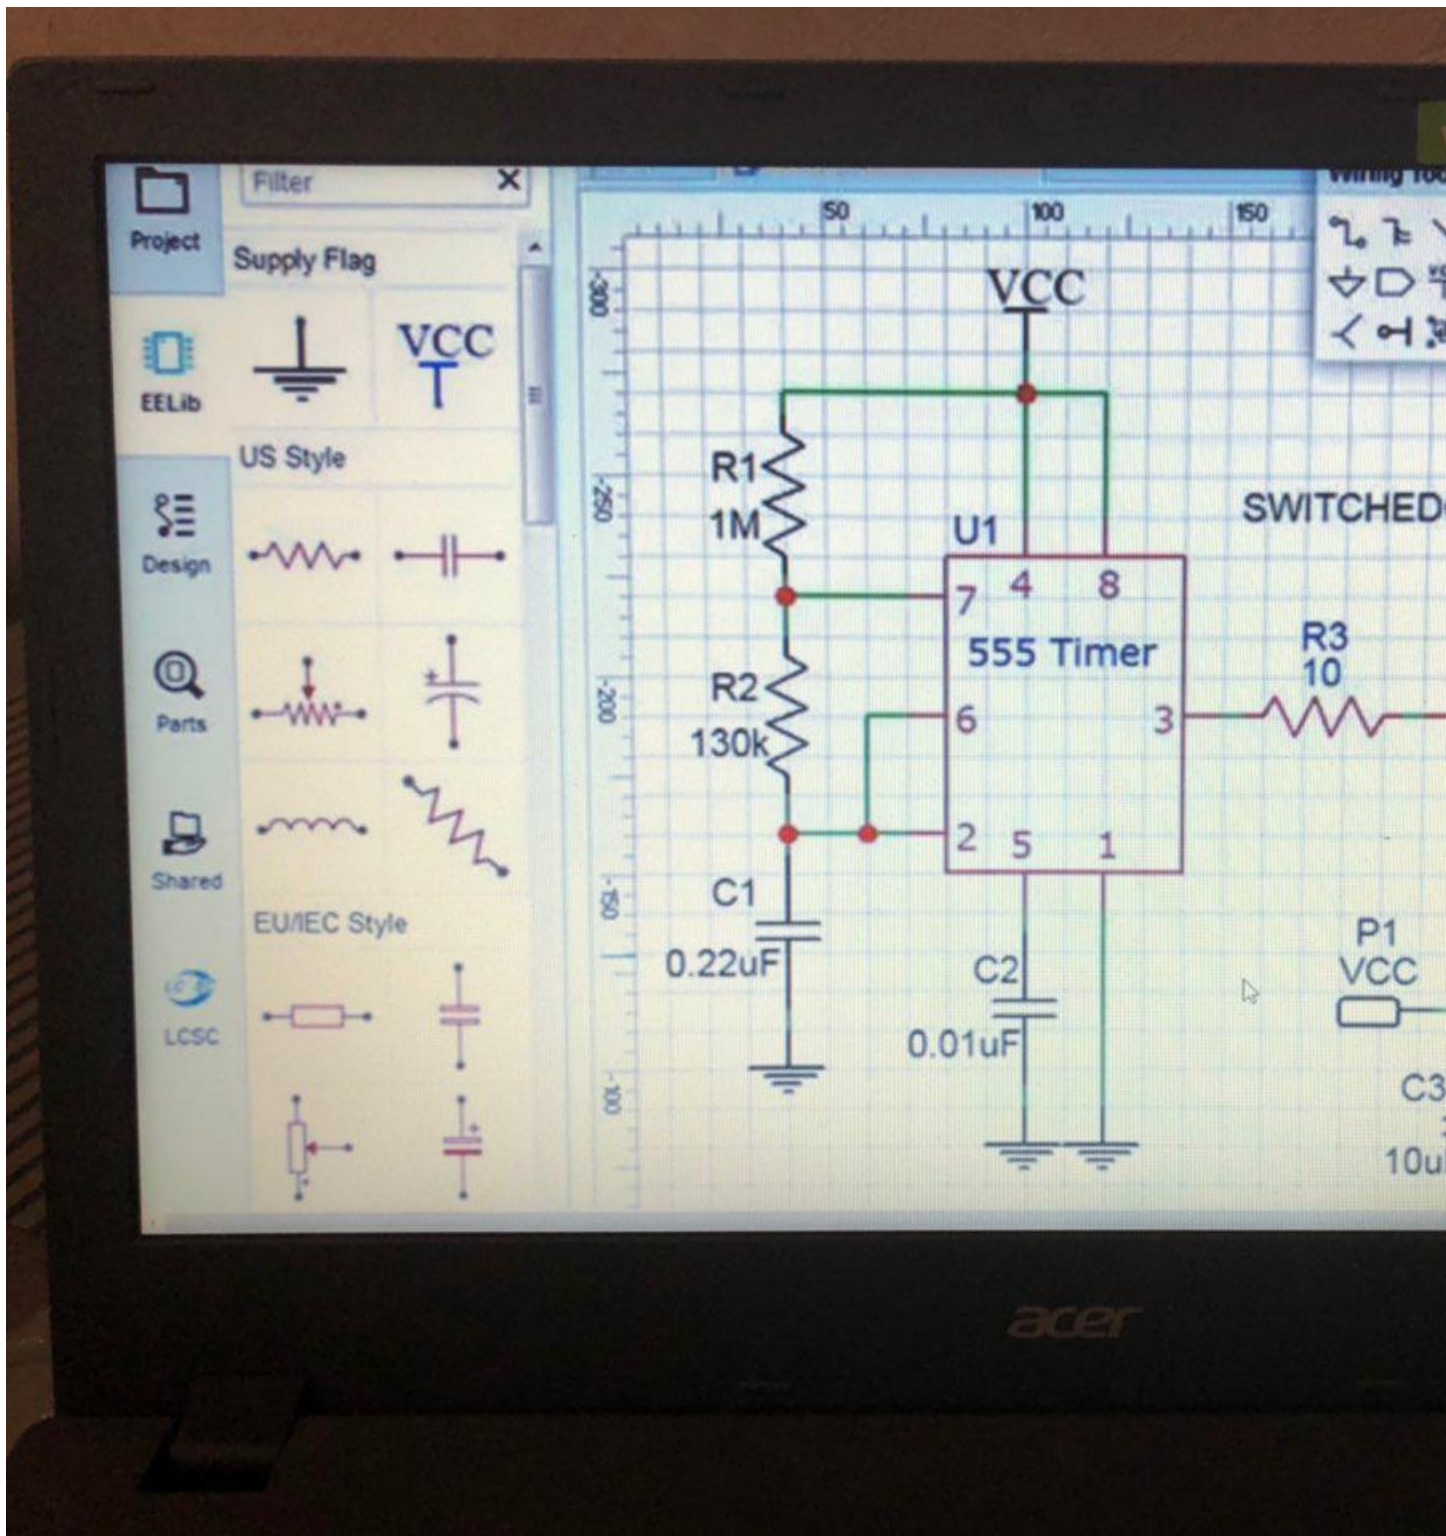 Project
Filter
X
Supply Flag
VCC
EELib
US Style
Design
Parts
Shared
EU/IEC Style
LCSC
50
100
150
-300
-250
-200
-150
-100
VCC
R1
1M
U1
SWITCHED
7
4
8
555 Timer
R2
130k
6
3
R3
10
2
5
1
C1
0.22uF
C2
0.01uF
P1
VCC
C3
10u
acer